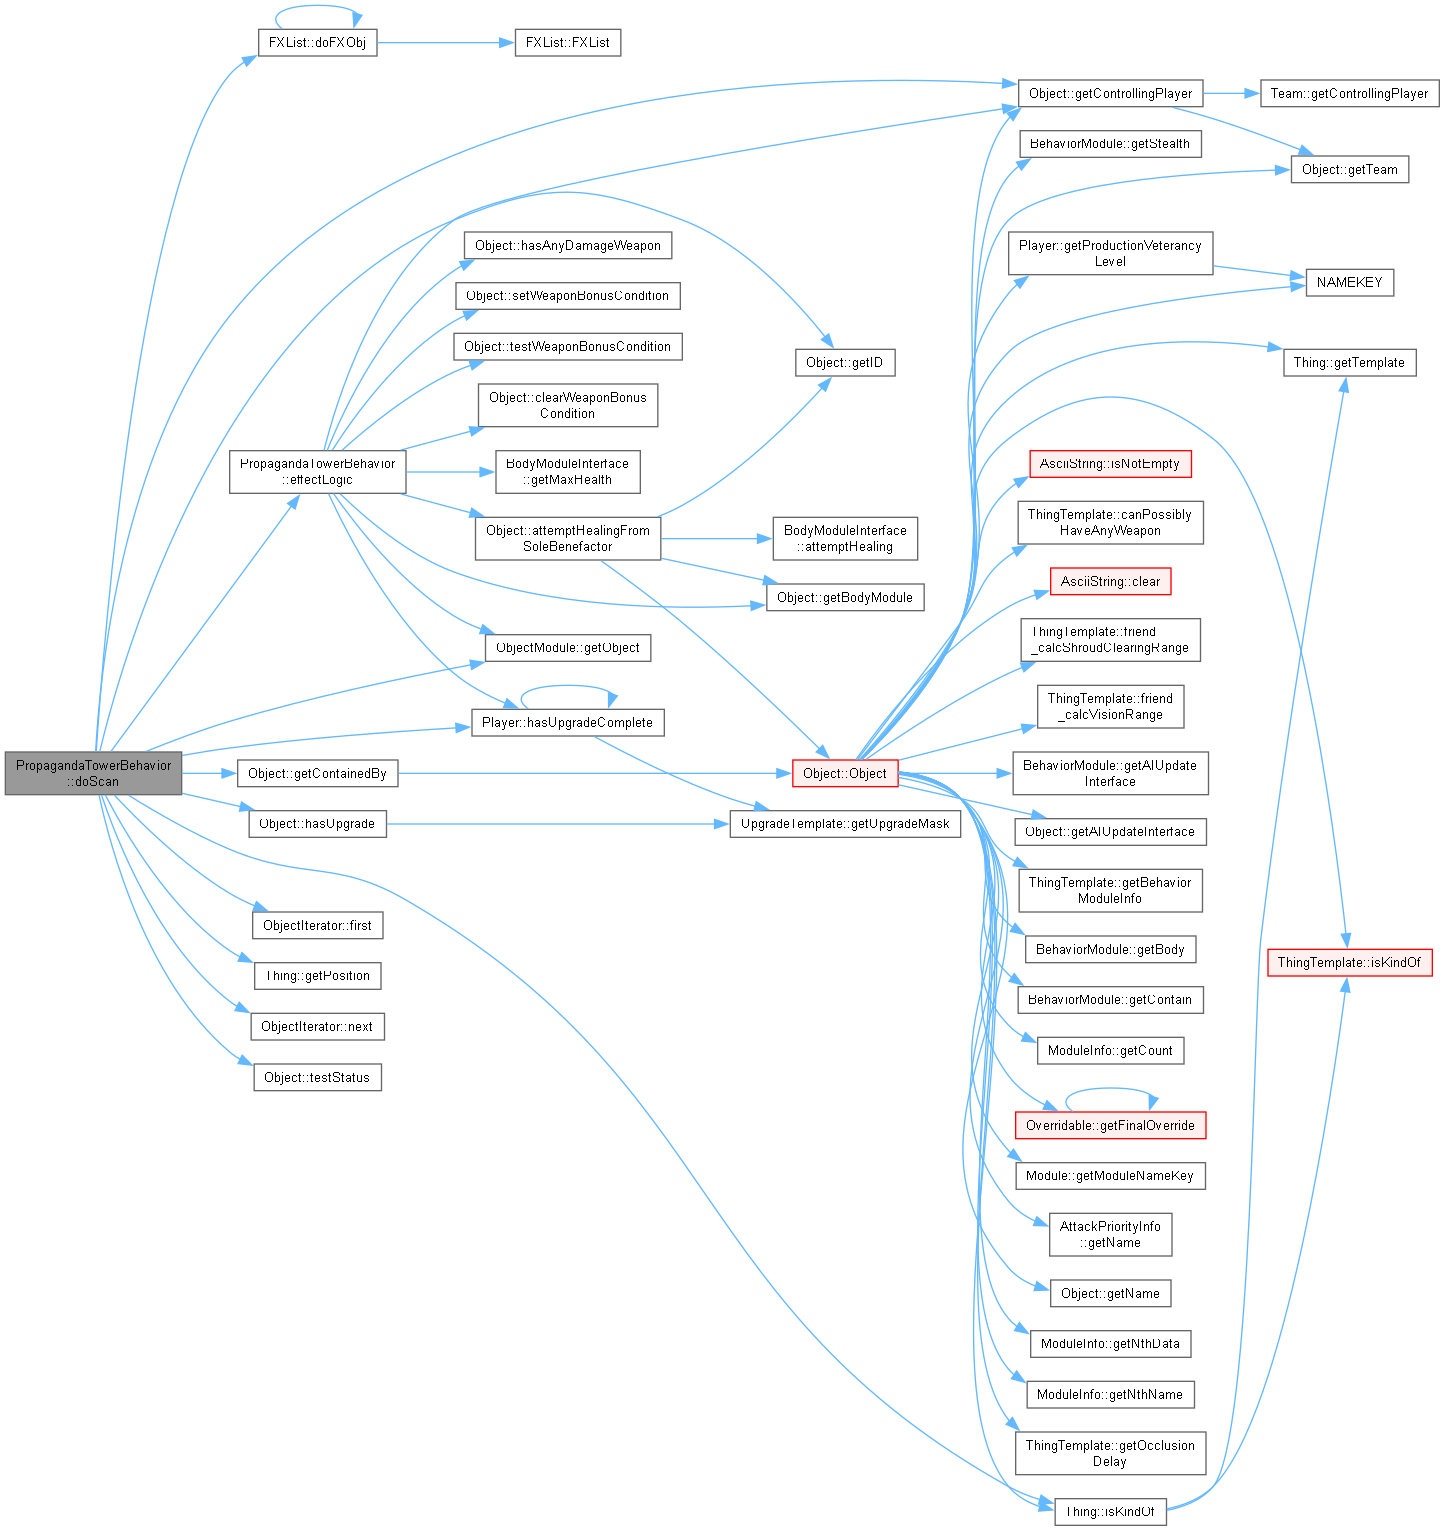 FXList::doFXObj
FXList::FXList
Object::getControllingPlayer
Team::getControllingPlayer
BehaviorModule::getStealth
Object::getTeam
Object::hasAnyDamageWeapon
Player::getProductionVeterancy
Level
NAMEKEY
Object::setWeaponBonusCondition
Object::testWeaponBonusCondition
Object::getID
Thing::getTemplate
Object::clearWeaponBonus
Condition
PropagandaTowerBehavior
::effectLogic
BodyModuleInterface
::getMaxHealth
AsciiString::isNotEmpty
Object::attemptHealingFrom
SoleBenefactor
BodyModuleInterface
::attemptHealing
ThingTemplate::canPossibly
HaveAnyWeapon
AsciiString::clear
Object::getBodyModule
ObjectModule::getObject
ThingTemplate::friend
_calcShroudClearingRange
Player::hasUpgradeComplete
ThingTemplate::friend
_calcVisionRange
PropagandaTowerBehavior
::doScan
Object::getContainedBy
Object::Object
BehaviorModule::getAIUpdate
Interface
Object::hasUpgrade
UpgradeTemplate::getUpgradeMask
Object::getAIUpdateInterface
ThingTemplate::getBehavior
ModuleInfo
ObjectIterator::first
BehaviorModule::getBody
ThingTemplate::isKindOf
Thing::getPosition
BehaviorModule::getContain
ObjectIterator::next
ModuleInfo::getCount
Object::testStatus
Overridable::getFinalOverride
Module::getModuleNameKey
AttackPriorityInfo
::getName
Object::getName
ModuleInfo::getNthData
ModuleInfo::getNthName
ThingTemplate::getOcclusion
Delay
Thing::isKindOf